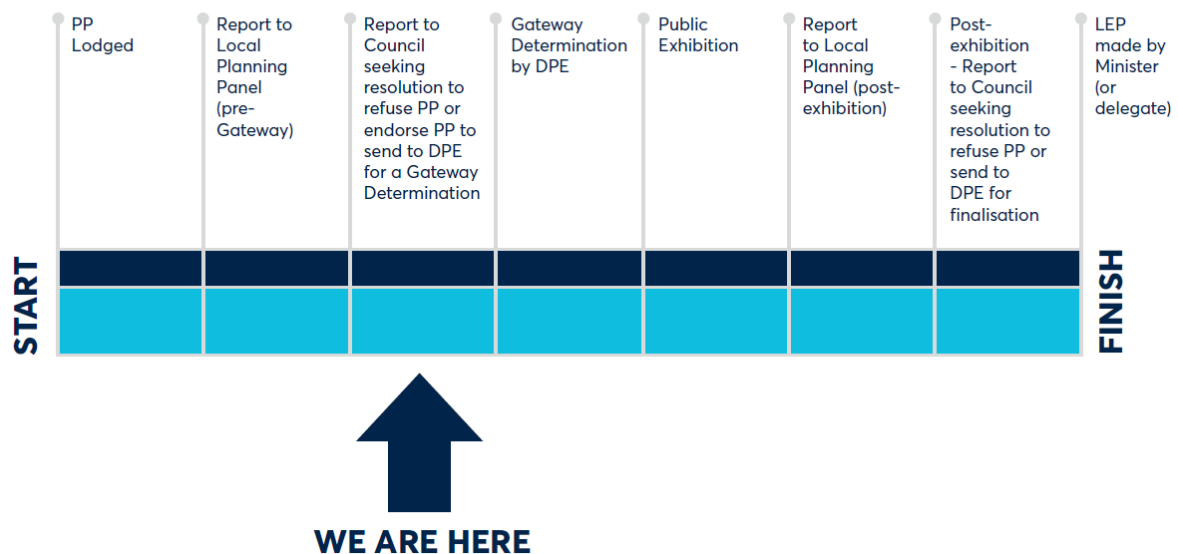 PP
Lodged
Report to
Local
Planning
Panel
(pre-
Gateway)
Report to
Council
seeking
resolution to
refuse PP or
endorse PP to
send to DPE
for a Gateway
Determination
Gateway
Determination
by DPE
Public
Exhibition
Report
to Local
Planning
Panel (post-
exhibition)
Post-
exhibition
- Report
to Council
seeking
resolution to
refuse PP or
send to
DPE for
finalisation
LEP
made by
Minister
(or
delegate)
START
FINISH
WE ARE HERE